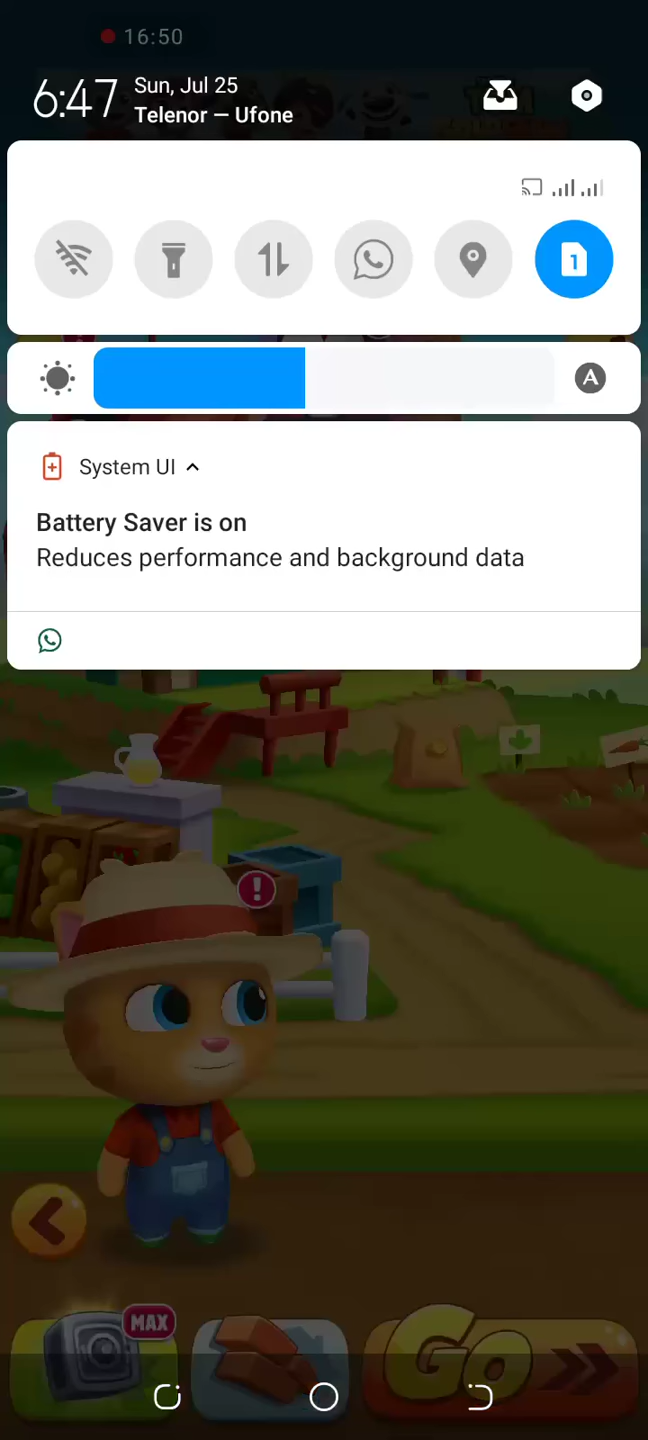 16:50
6:47
Sun, Jul 25
Telenor — Ufone
1
A
System UI
Battery Saver is on
Reduces performance and background data
!
MAX
Go